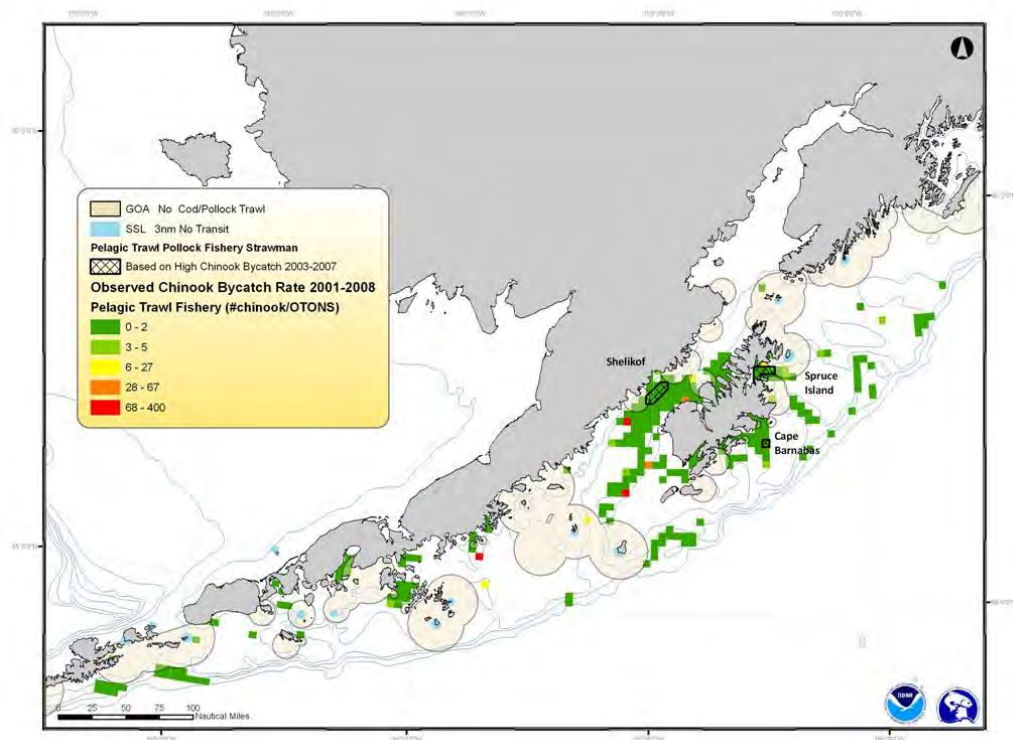 GOA No Cod/Pollock Trawl
SSL 3nm No Transit
Pelagic Trawl Pollock Fishery Strawman
Based on High Chinook Bycatch 2003-2007
Observed Chinook Bycatch Rate 2001-2008
Pelagic Trawl Fishery (#chinook/OTONS)
0 - 2
3 - 5
6 - 27
28 - 67
68 - 400
Shelikof
Spruce
Island
Cape
Barnabas
0 25 50 75 100
Nautical Miles
NOAA